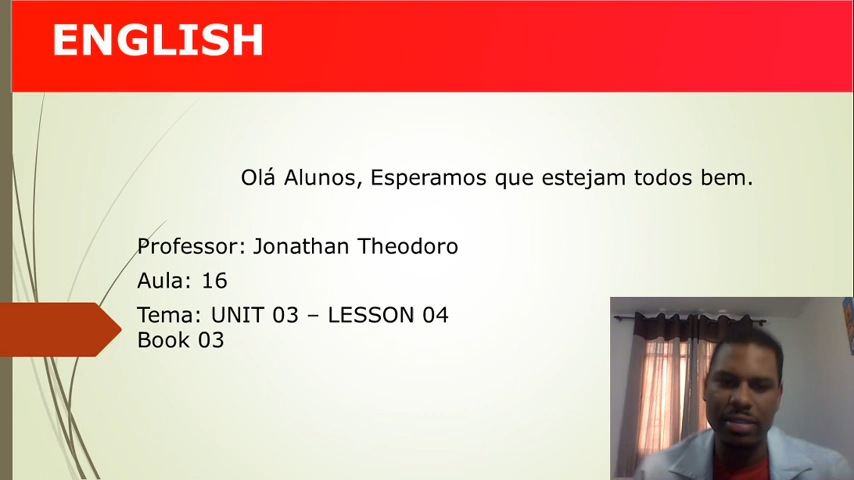 ENGLISH
Olá Alunos, Esperamos que estejam todos bem.
Professor: Jonathan Theodoro
Aula: 16
Tema: UNIT 03 – LESSON 04
Book 03